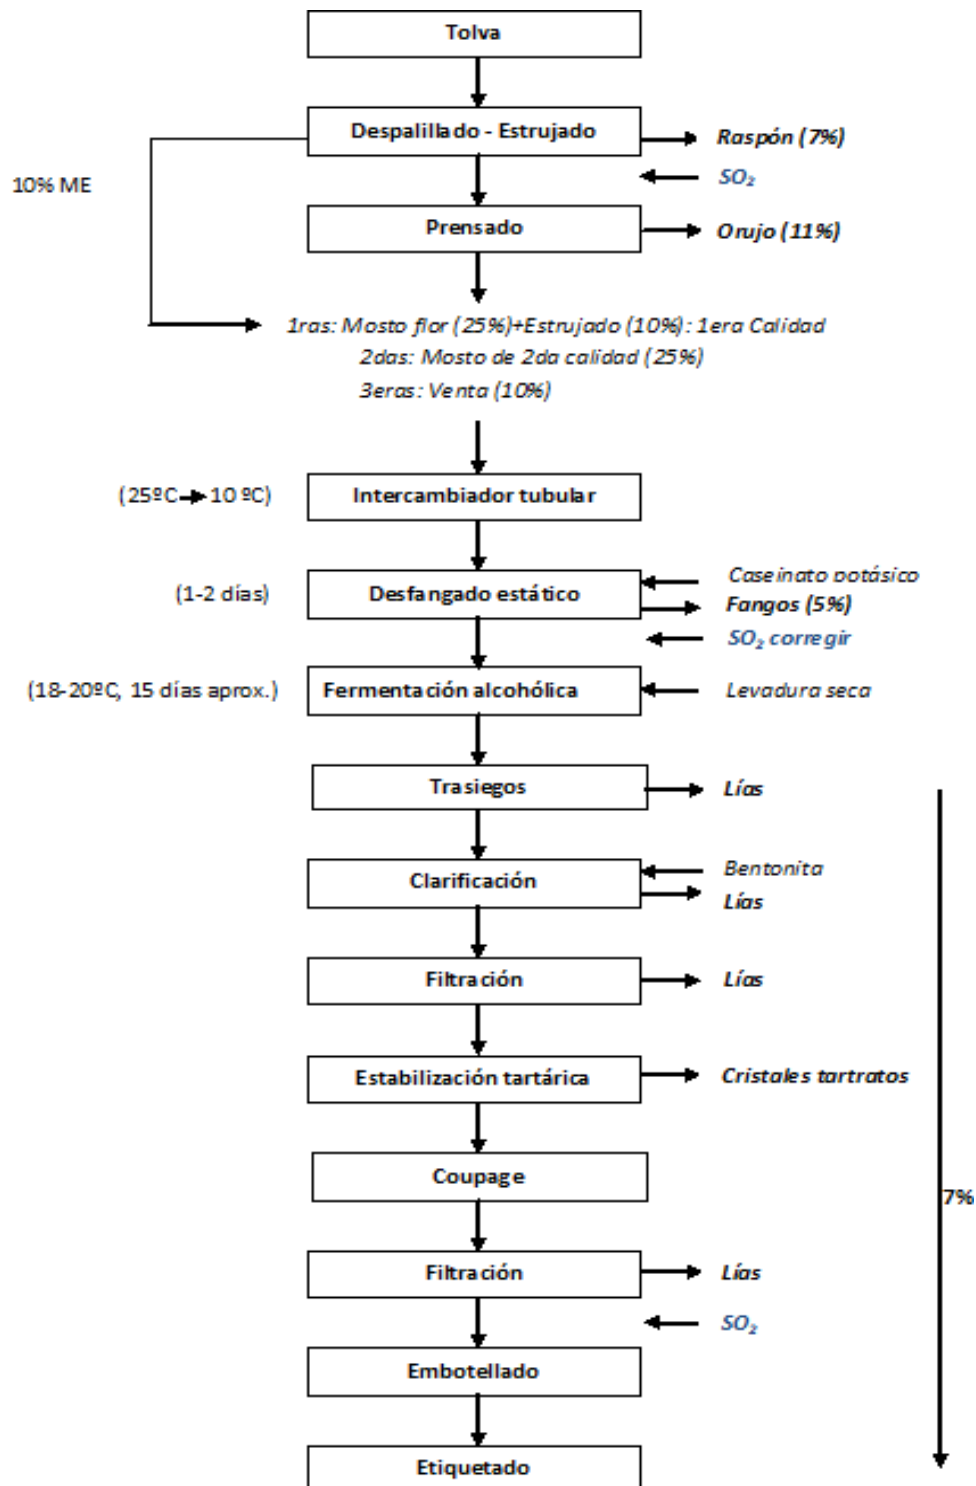 Tolva
Despalillado - Estrujado
Raspón (7%)
10% ME
SO₂
Prensado
Orujo (11%)
1ras: Mosto flor (25%)+Estrujado (10%): 1era Calidad
2das: Mosto de 2da calidad (25%)
3eras: Venta (10%)
(25ºC→10 ºC)
Intercambiador tubular
Caseinato potásico
(1-2 días)
Desfangado estático
Fangos (5%)
SO₂ corregir
(18-20ºC, 15 días aprox.)
Fermentación alcohólica
Levadura seca
Trasiegos
Lías
Bentonita
Clarificación
Lías
Filtración
Lías
Estabilización tartárica
Cristales tartratos
Coupage
7%
Filtración
Lías
SO₂
Embotellado
Etiquetado